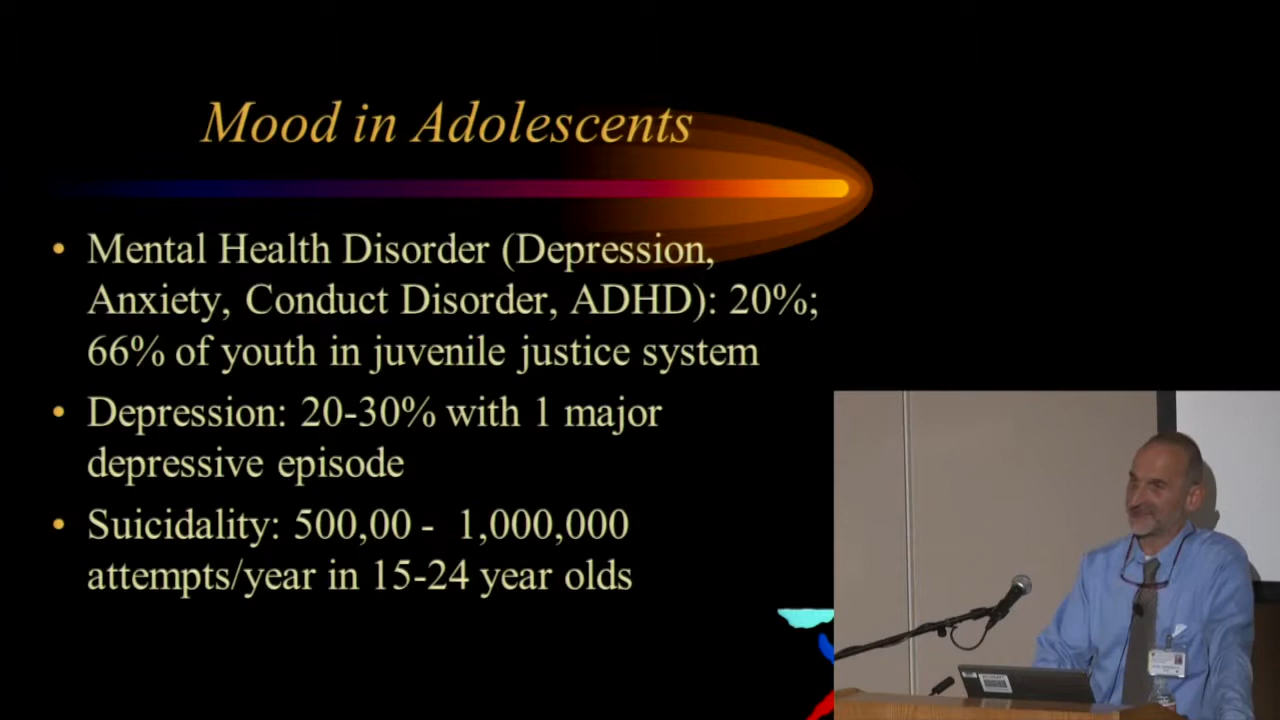 Mood in Adolescents
• Mental Health Disorder (Depression,
Anxiety, Conduct Disorder, ADHD): 20%;
66% of youth in juvenile justice system
• Depression: 20-30% with 1 major
depressive episode
• Suicidality: 500,00 - 1,000,000
attempts/year in 15-24 year olds